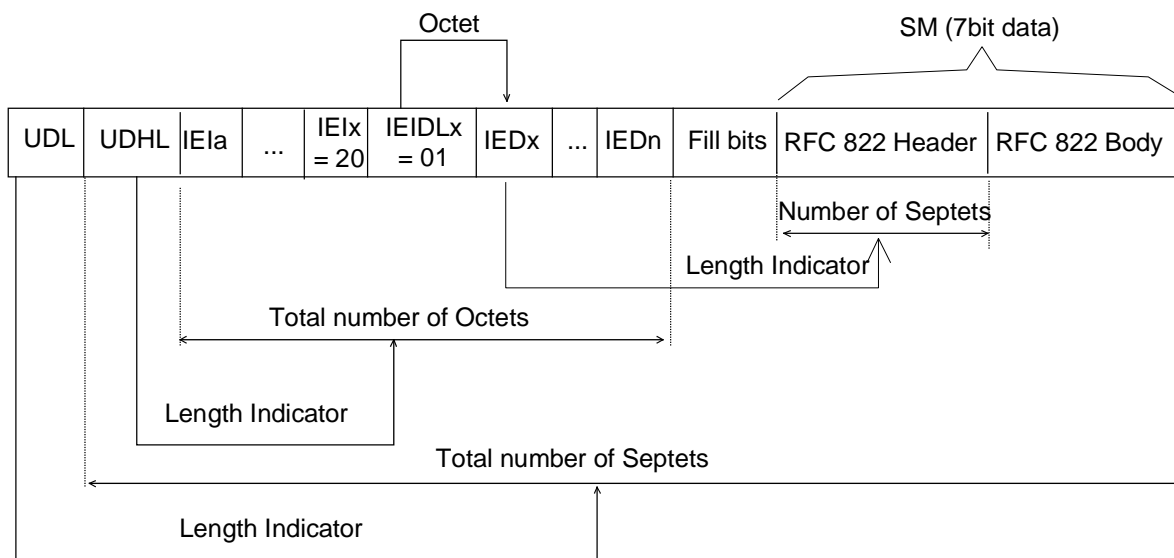 Octet
SM (7bit data)
UDL UDHL IEIa ... IEIx = 20 IEIDLx = 01 IEDx ... IEDn Fill bits RFC 822 Header RFC 822 Body
Number of Septets
Length Indicator
Total number of Octets
Length Indicator
Total number of Septets
Length Indicator